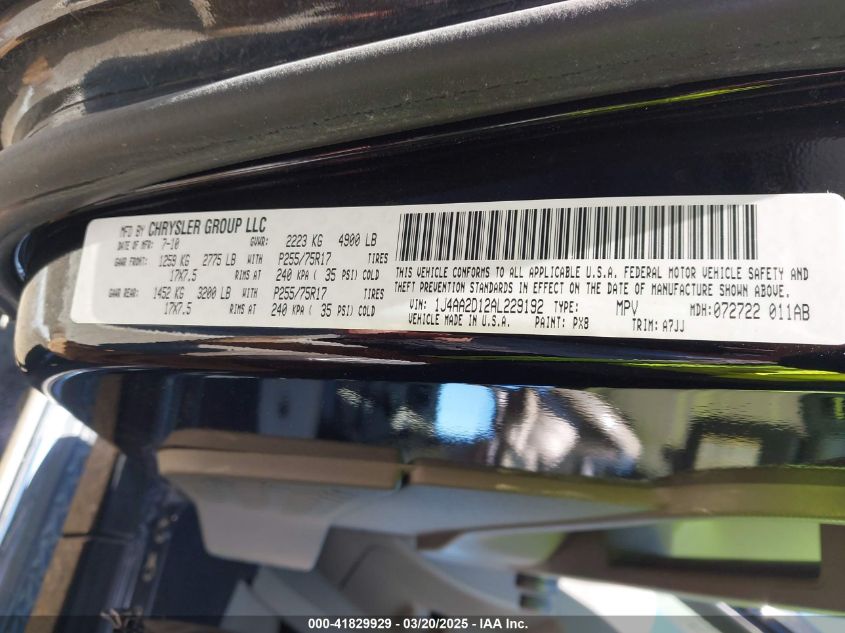 MFD BY CHRYSLER GROUP LLC
DATE OF MFR 7-10 GVWR: 2223 KG 4900 LB
GAWR FRONT: 1259 KG 2775 LB WITH P255/75R17 TIRES
17X7.5 RIMS AT 240 KPA ( 35 PSI) COLD
GAWR REAR: 1452 KG 3200 LB WITH P255/75R17 TIRES
17X7.5 RIMS AT 240 KPA ( 35 PSI) COLD
THIS VEHICLE CONFORMS TO ALL APPLICABLE U.S.A. FEDERAL MOTOR VEHICLE SAFETY AND
THEFT PREVENTION STANDARDS IN EFFECT ON THE DATE OF MANUFACTURE SHOWN ABOVE.
VIN: 1J4AA2D12AL229192 TYPE: MPV MDH: 072722 011AB
VEHICLE MADE IN U.S.A. PAINT: PX8 TRIM: A7JJ
000-41829929 - 03/20/2025 - IAA Inc.